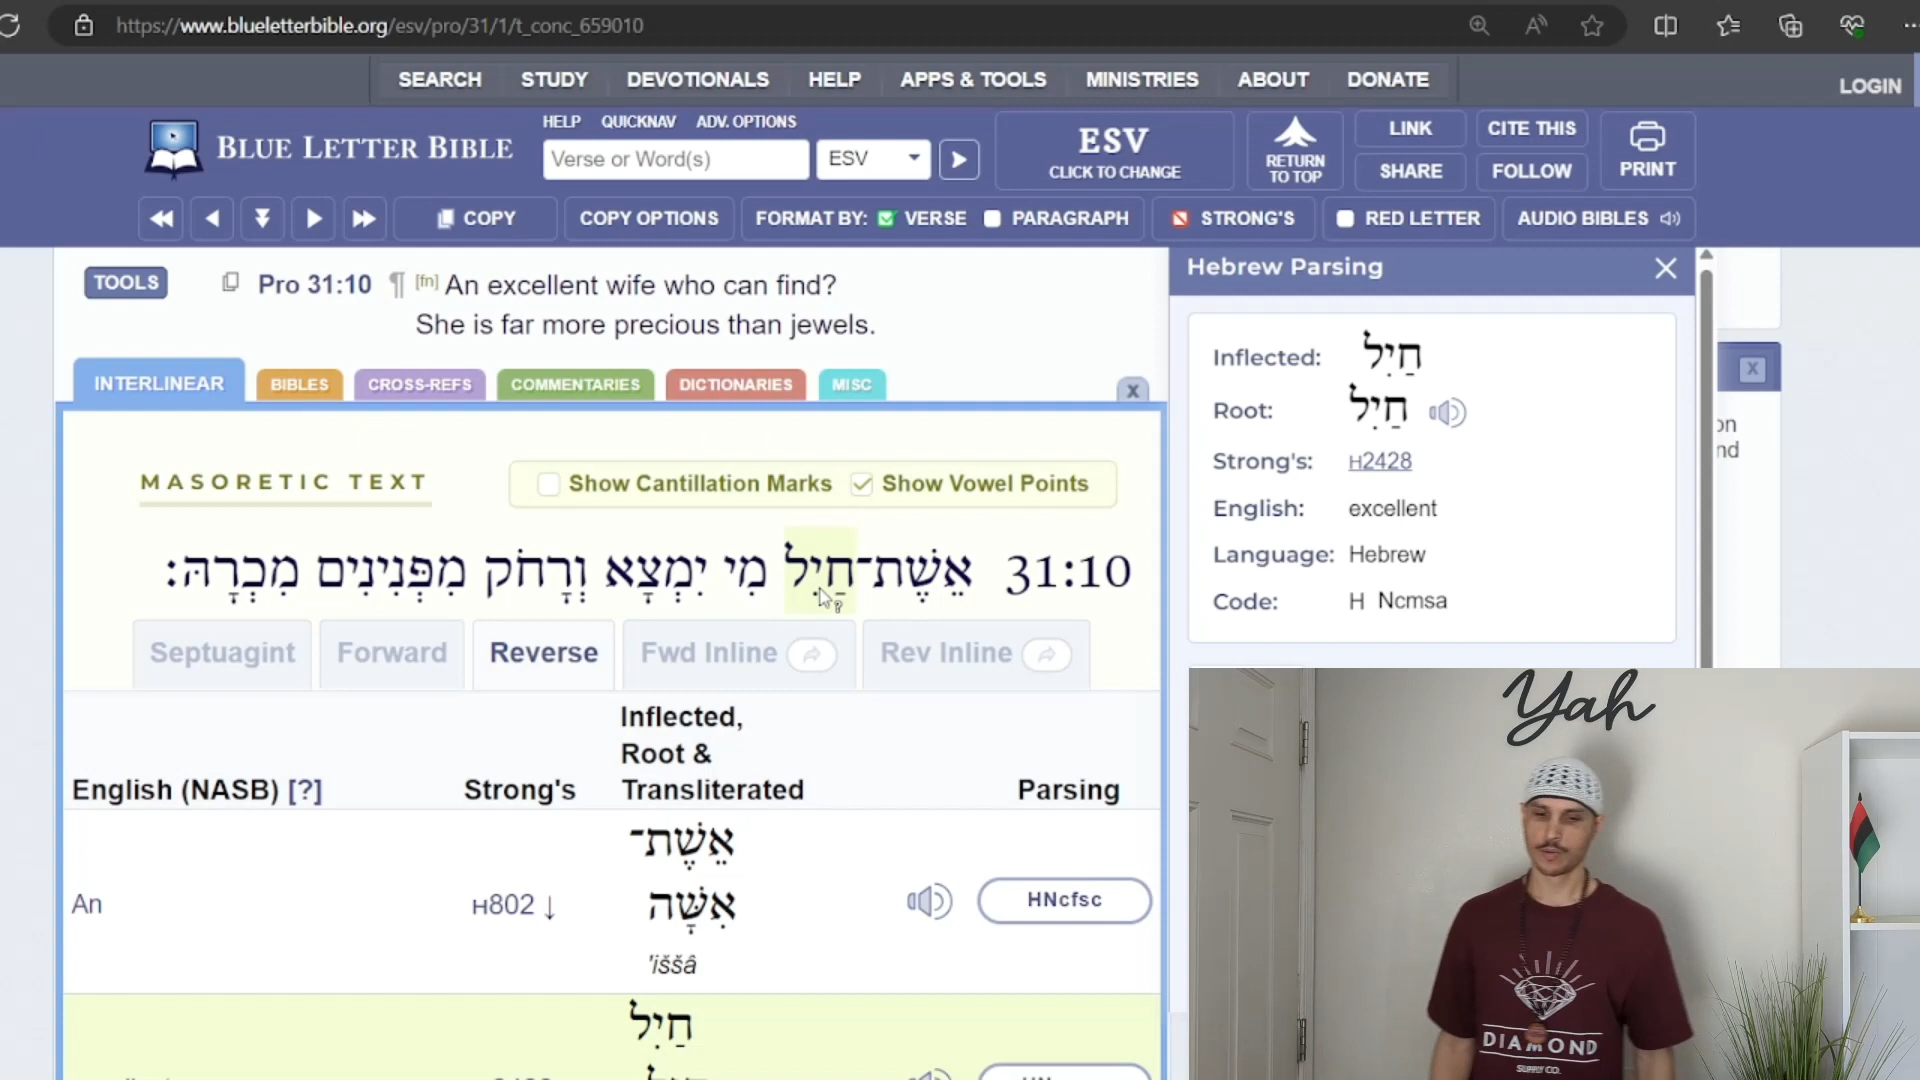 https://www.blueletterbible.org/esv/pro/31/1/t_conc_659010
SEARCH STUDY DEVOTIONALS HELP APPS & TOOLS MINISTRIES ABOUT DONATE LOGIN
HELP QUICKNAV ADV. OPTIONS
BLUE LETTER BIBLE
Verse or Word(s) ESV
ESV
CLICK TO CHANGE
RETURN
TO TOP
LINK CITE THIS
SHARE FOLLOW
PRINT
COPY COPY OPTIONS FORMAT BY: VERSE PARAGRAPH STRONG'S RED LETTER AUDIO BIBLES
TOOLS Pro 31:10 ¶ [fn] An excellent wife who can find?
She is far more precious than jewels.
INTERLINEAR BIBLES CROSS-REFS COMMENTARIES DICTIONARIES MISC X
MASORETIC TEXT Show Cantillation Marks Show Vowel Points
31:10 אֵשֶׁת־חַיִל מִי יִמְצָא וְרָחֹק מִפְּנִינִים מִכְרָהּ׃
Septuagint Forward Reverse Fwd Inline Rev Inline
Inflected,
Root &
English (NASB) [?] Strong's Transliterated Parsing
אֵשֶׁת־
An H802 ↓ אִשָּׁה HNcfsc
'iššâ
חַיִל
Hebrew Parsing
Inflected: חַיִל
Root: חַיִל
Strong's: H2428
English: excellent
Language: Hebrew
Code: H Ncmsa
X
on
nd
Yah
DIAMOND
SUPPLY CO.